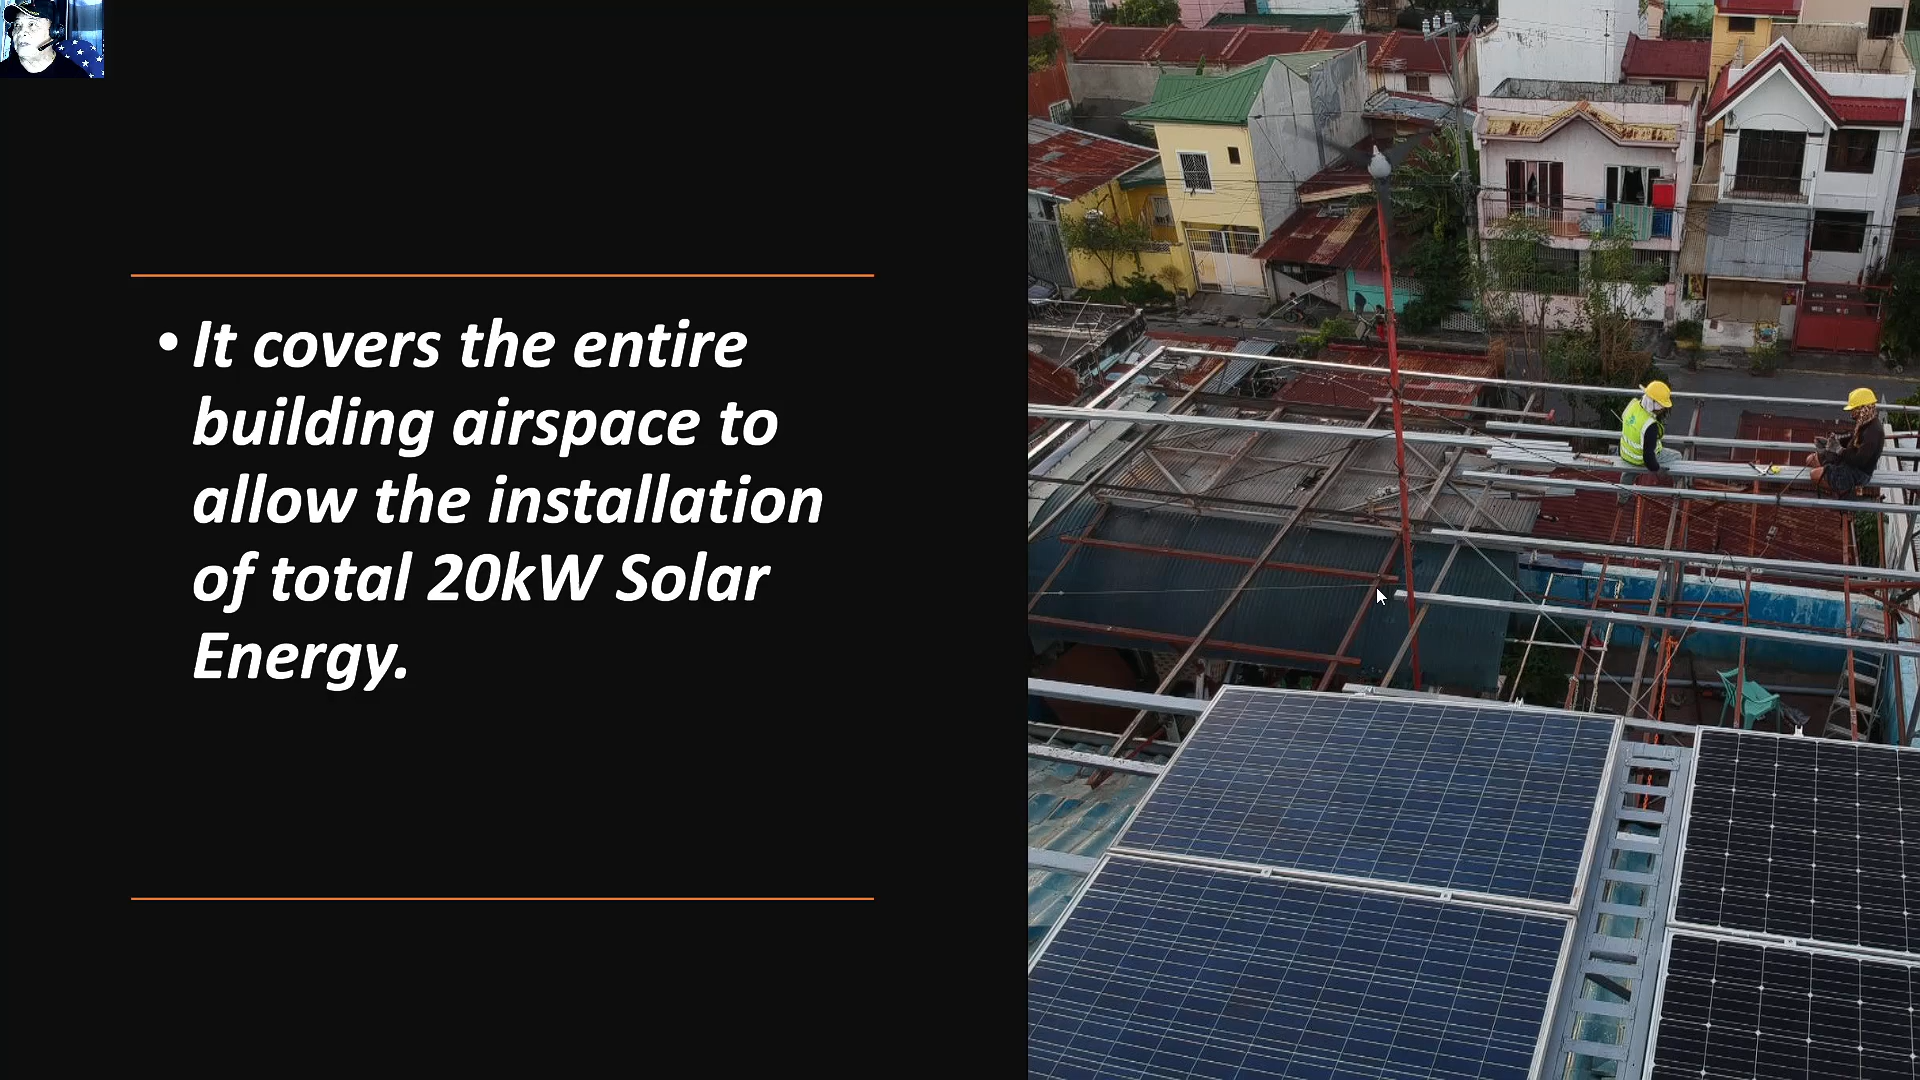 • It covers the entire
building airspace to
allow the installation
of total 20kW Solar
Energy.